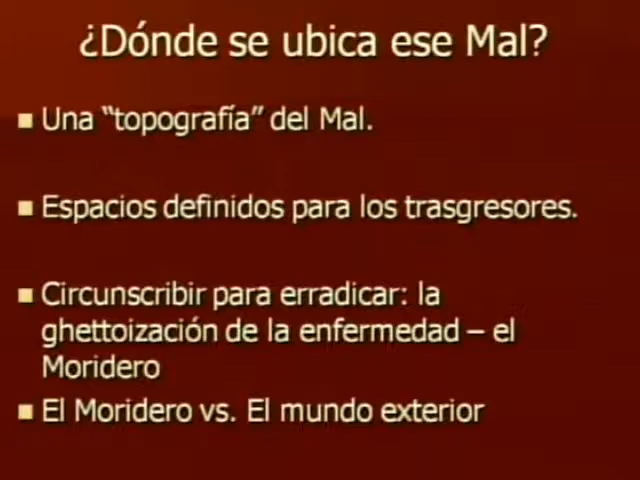 ¿Dónde se ubica ese Mal?
Una “topografía” del Mal.
Espacios definidos para los trasgresores.
Circunscribir para erradicar: la
ghettoización de la enfermedad – el
Moridero
El Moridero vs. El mundo exterior